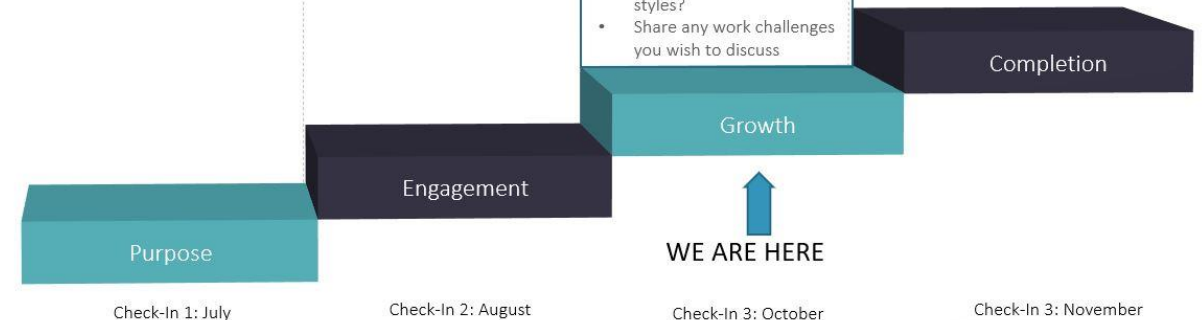 styles?
• Share any work challenges
you wish to discuss
Completion
Growth
Engagement
Purpose
WE ARE HERE
Check-In 1: July
Check-In 2: August
Check-In 3: October
Check-In 3: November